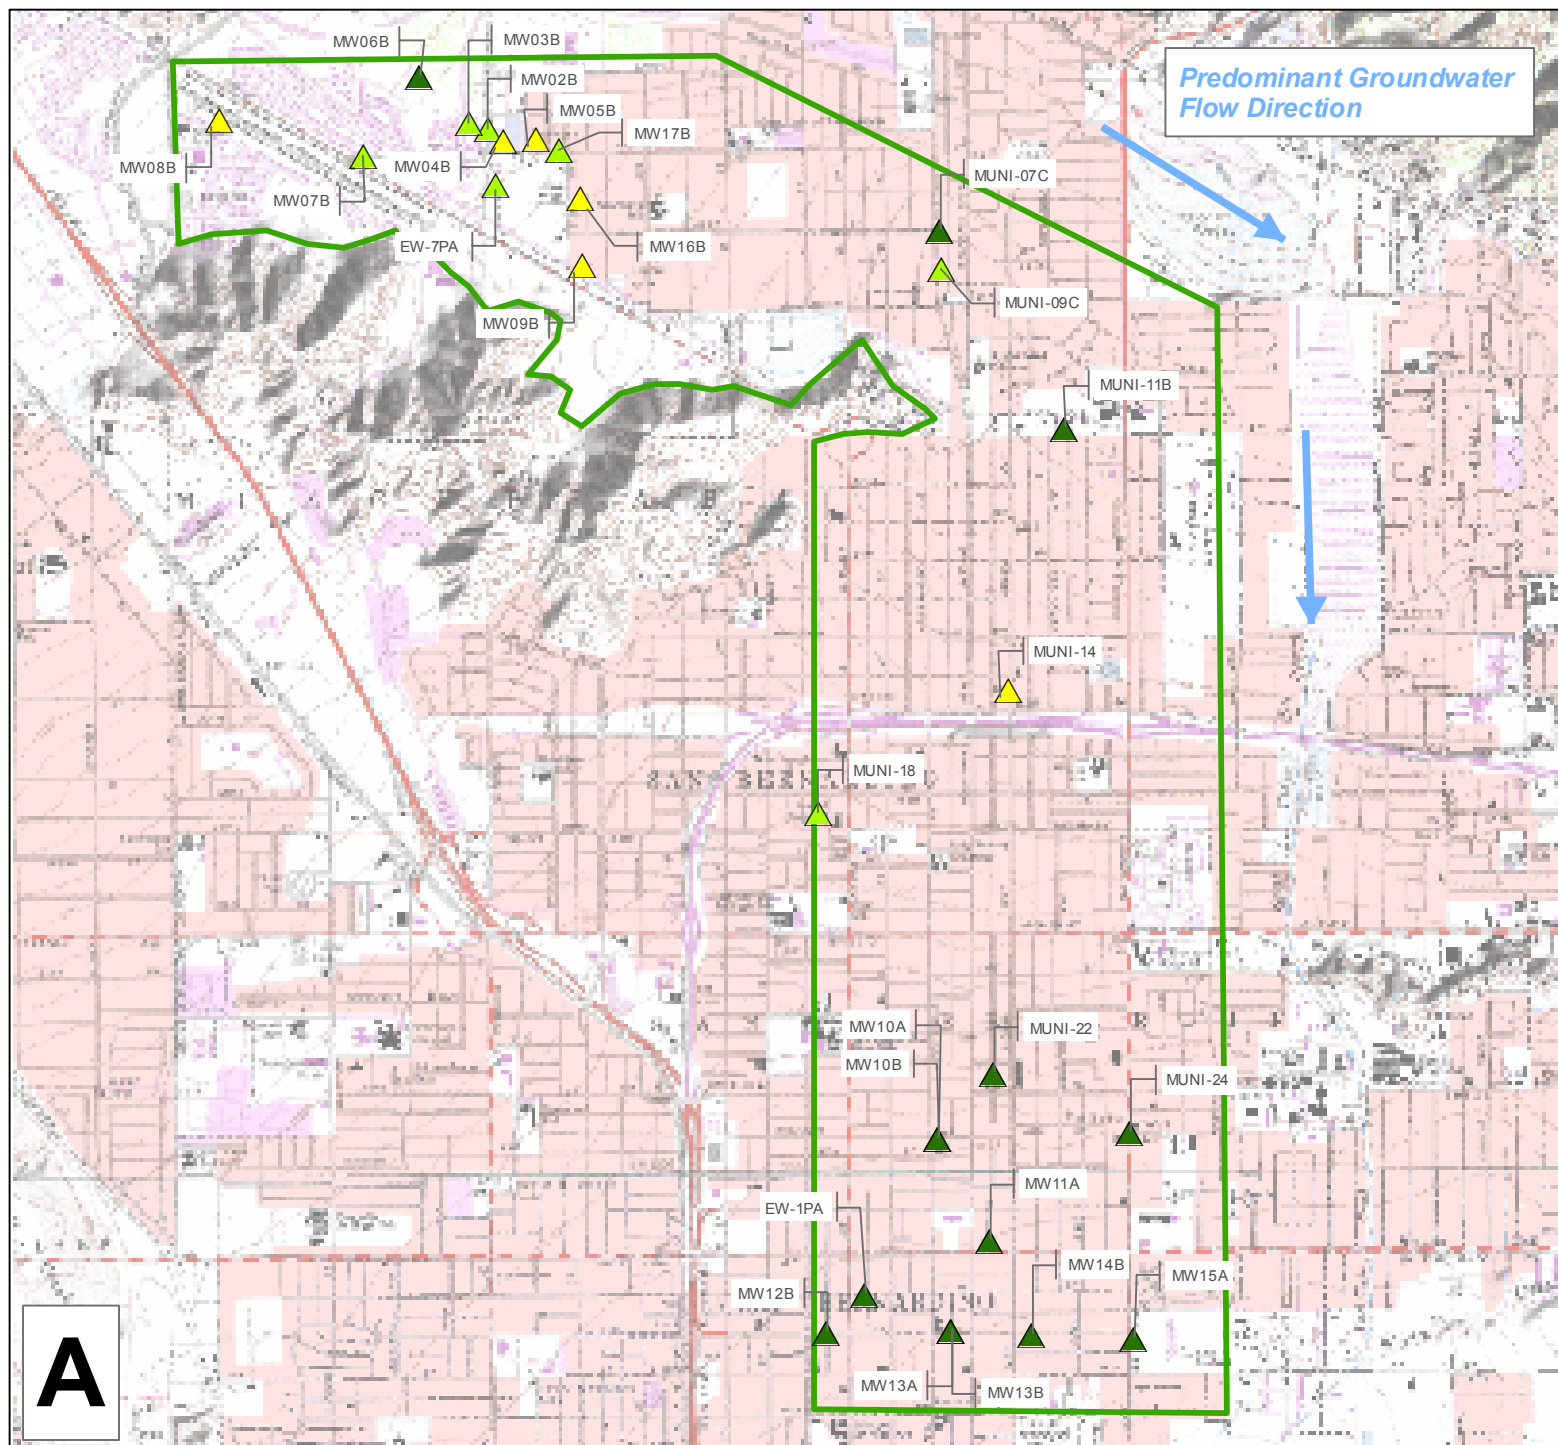 MW06B
MW03B
MW02B
MW05B
MW17B
MW08B
MW04B
MW07B
EW-7PA
MW16B
MW09B
Predominant Groundwater
Flow Direction
MUNI-07C
MUNI-09C
MUNI-11B
MUNI-14
MUNI-18
MW10A
MUNI-22
MW10B
MUNI-24
MW11A
EW-1PA
MW14B
MW15A
MW12B
MW13A
MW13B
A